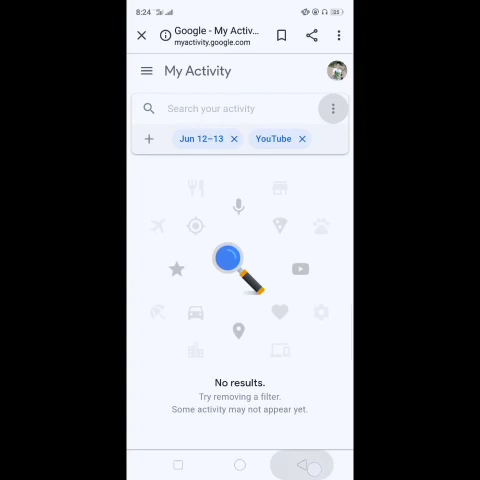 8:24
Google - My Activ...
myactivity.google.com
My Activity
Search your activity
Jun 12–13
YouTube
No results.
Try removing a filter.
Some activity may not appear yet.